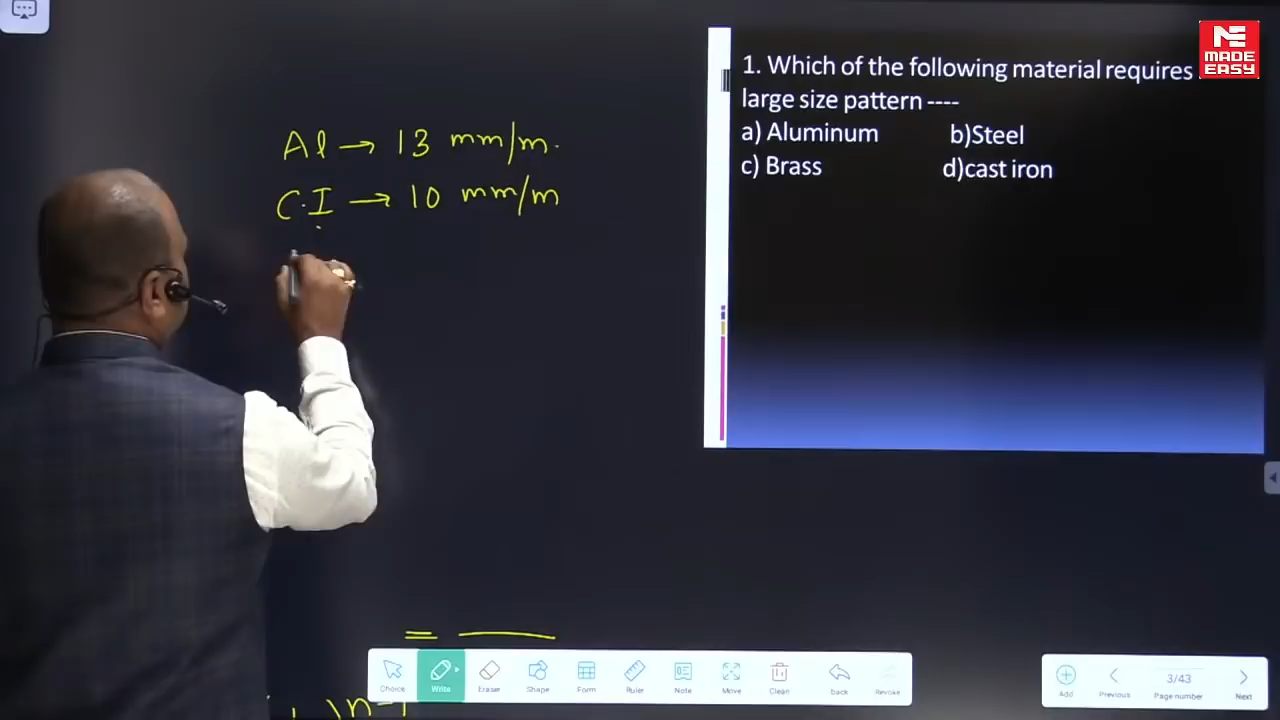 MADE
EASY
1. Which of the following material requires
large size pattern ----
a) Aluminum b)Steel
c) Brass d)cast iron
Al → 13 mm/m.
C.I → 10 mm/m
=
Choice Write Eraser Shape Form Ruler Note Move Clean back Revoke
Add Previous 3/43 Page number Next